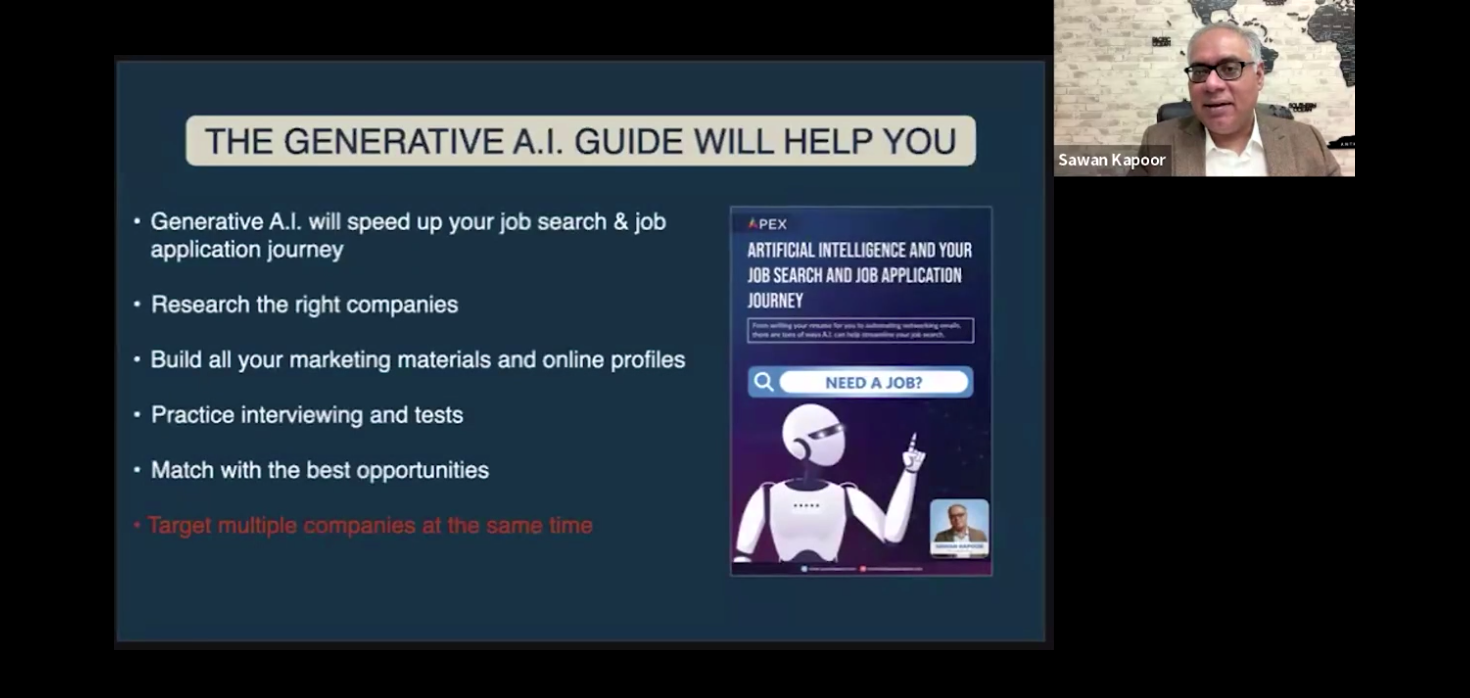 THE GENERATIVE A.I. GUIDE WILL HELP YOU
• Generative A.I. will speed up your job search & job
application journey
• Research the right companies
• Build all your marketing materials and online profiles
• Practice interviewing and tests
• Match with the best opportunities
• Target multiple companies at the same time
APEX
ARTIFICIAL INTELLIGENCE AND YOUR
JOB SEARCH AND JOB APPLICATION
JOURNEY
From writing your resume for you to automating networking emails,
there are tons of ways A.I. can help streamline your job search.
NEED A JOB?
SAWAN KAPOOR
Sawan Kapoor